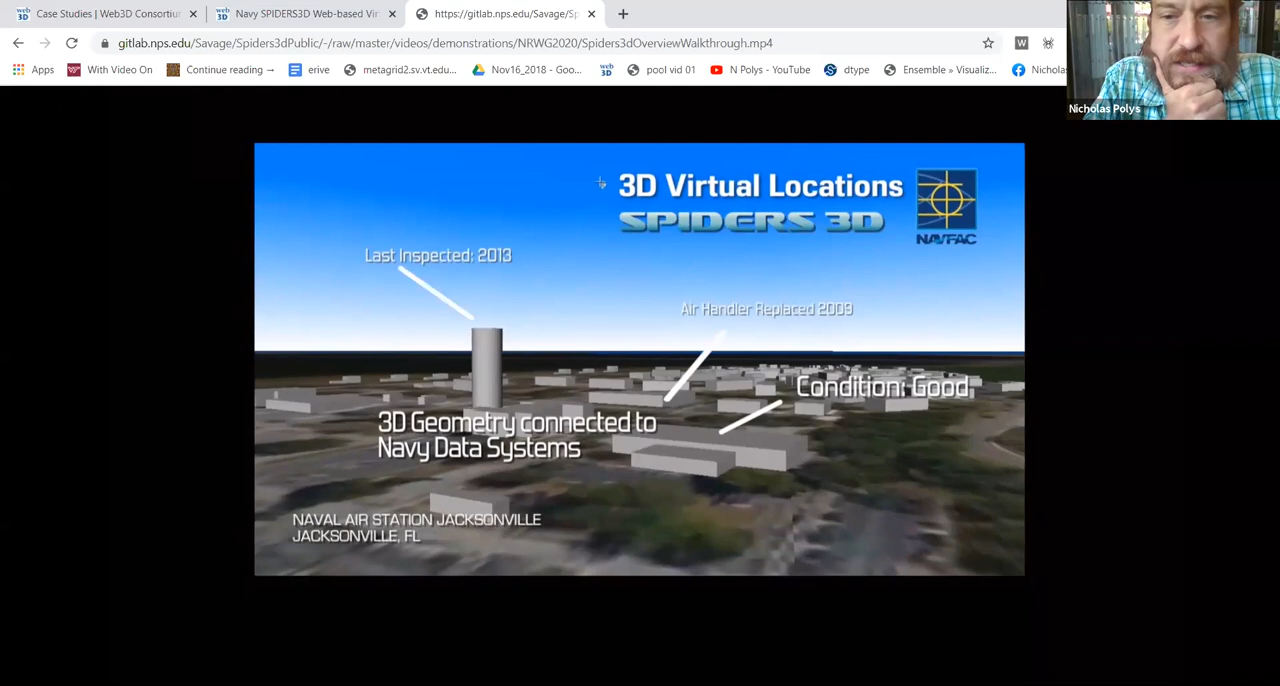 Case Studies | Web3D Consortiu
Navy SPIDERS3D Web-based Vir
https://gitlab.nps.edu/Savage/Sp
gitlab.nps.edu/Savage/Spiders3dPublic/-/raw/master/videos/demonstrations/NRWG2020/Spiders3dOverviewWalkthrough.mp4
W
Apps
With Video On
Continue reading →
erive
metagrid2.sv.vt.edu...
Nov16_2018 - Goo...
web 3D
pool vid 01
N Polys - YouTube
dtype
Ensemble » Visualiz...
Nichola
Nicholas Polys
3D Virtual Locations
SPIDERS 3D
NAVFAC
Last Inspected: 2013
Air Handler Replaced 2009
Condition: Good
3D Geometry connected to
Navy Data Systems
NAVAL AIR STATION JACKSONVILLE
JACKSONVILLE, FL